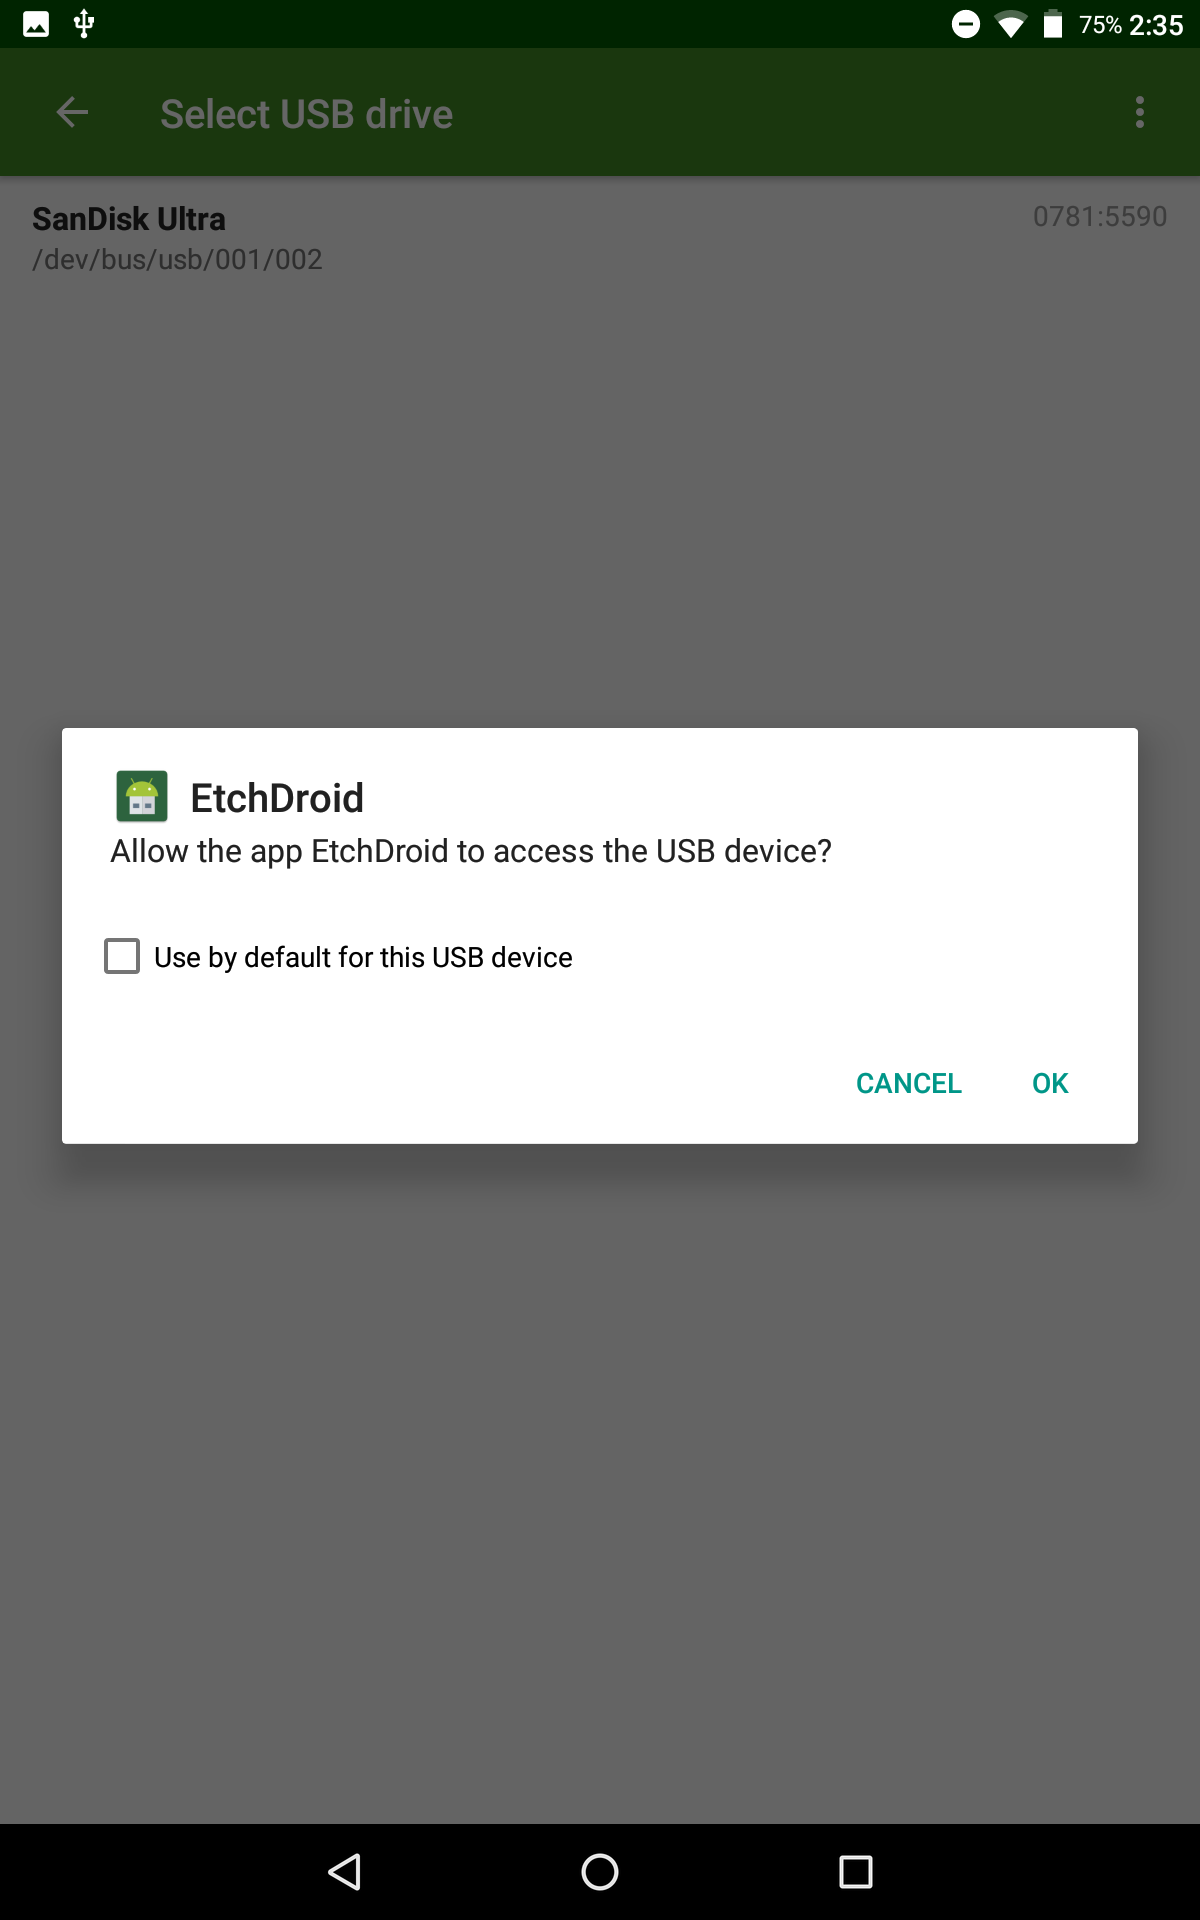 75% 2:35
Select USB drive
SanDisk Ultra 0781:5590
/dev/bus/usb/001/002
EtchDroid
Allow the app EtchDroid to access the USB device?
Use by default for this USB device
CANCEL OK